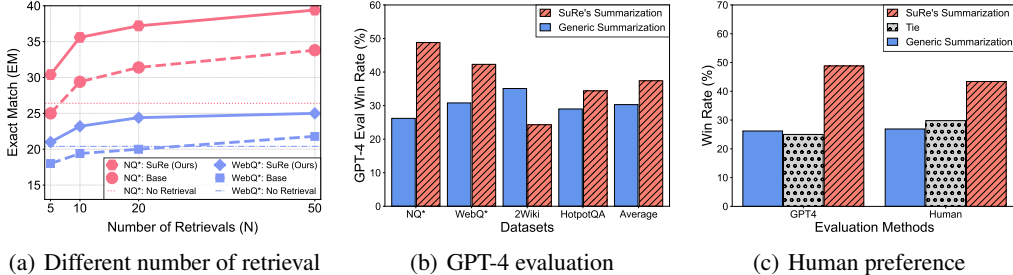 Exact Match (EM)
40
35
30
25
20
15
5
10
20
50
Number of Retrievals (N)
NQ*: SuRe (Ours)
NQ*: Base
NQ*: No Retrieval
WebQ*: SuRe (Ours)
WebQ*: Base
WebQ*: No Retrieval
(a) Different number of retrieval
GPT-4 Eval Win Rate (%)
60
50
40
30
20
10
0
SuRe's Summarization
Generic Summarization
NQ*
WebQ*
2Wiki
HotpotQA
Average
Datasets
(b) GPT-4 evaluation
Win Rate (%)
70
60
50
40
30
20
10
0
SuRe's Summarization
Tie
Generic Summarization
GPT4
Human
Evaluation Methods
(c) Human preference